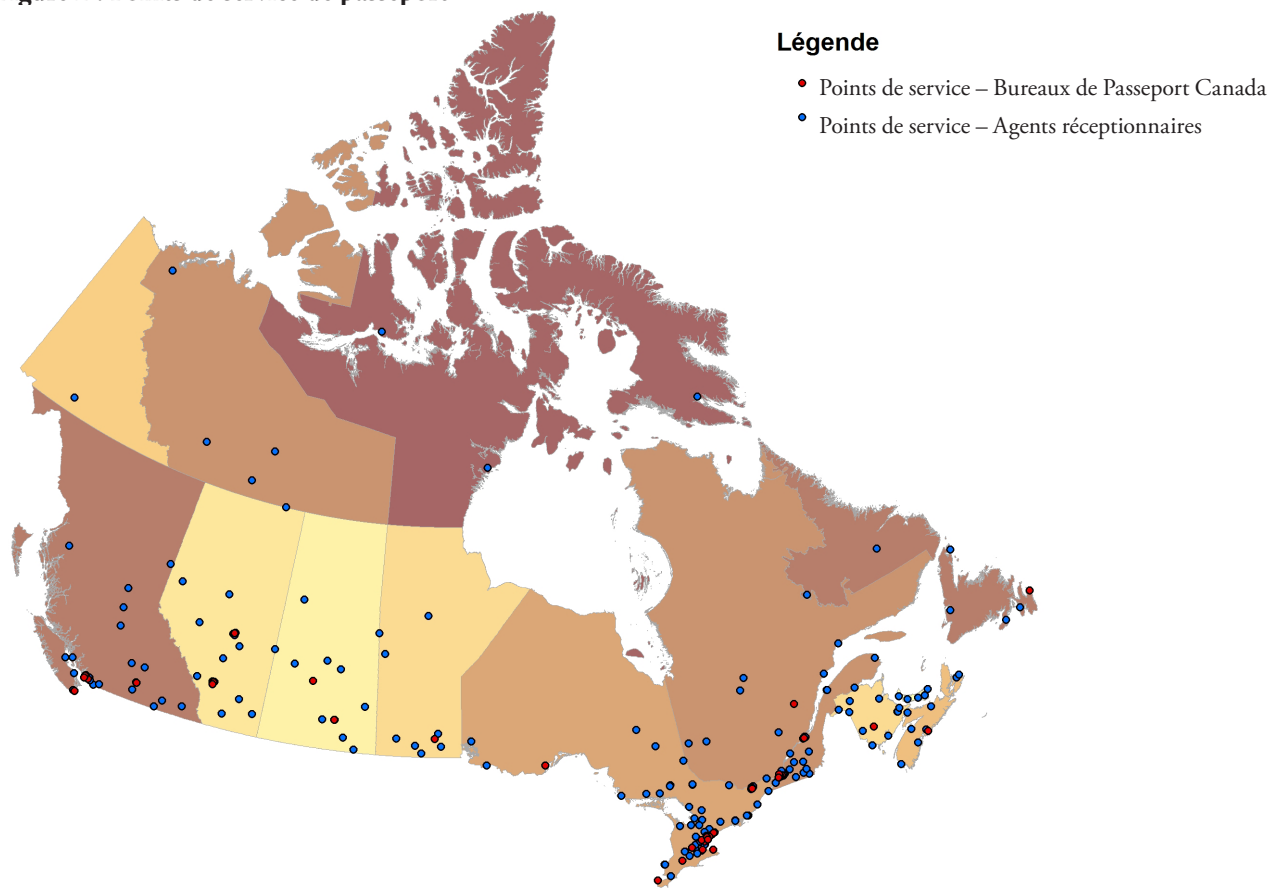 Légende
Points de service – Bureaux de Passeport Canada
Points de service – Agents réceptionnaires